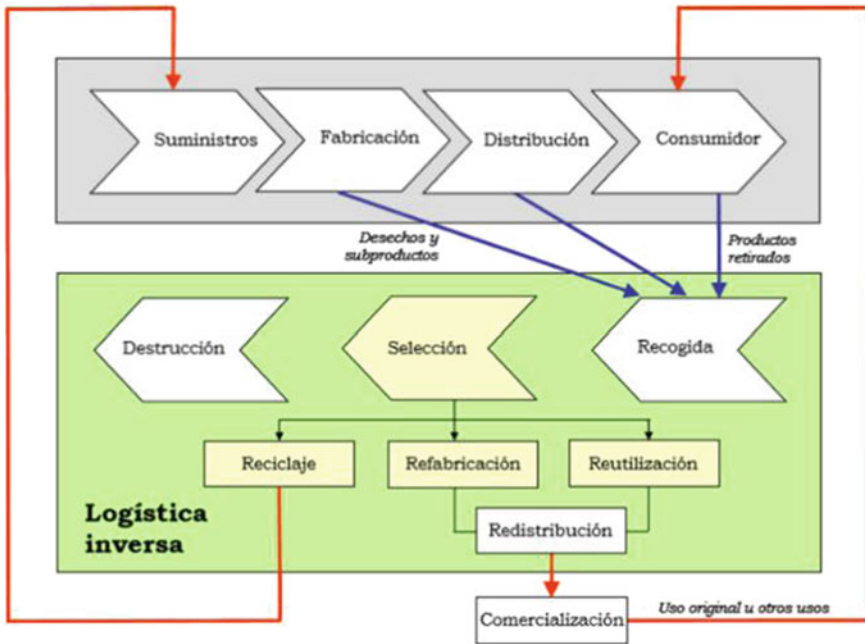 Suministros
Fabricación
Distribución
Consumidor
Desechos y
subproductos
Productos
retirados
Destrucción
Selección
Recogida
Reciclaje
Refabricación
Reutilización
Logística
inversa
Redistribución
Comercialización
Uso original u otros usos